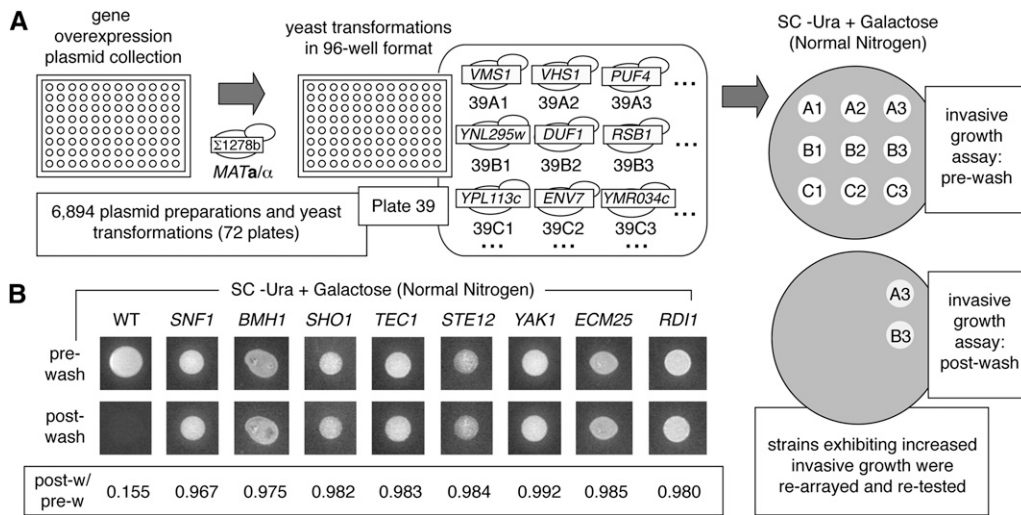 A
gene
overexpression
plasmid collection
Σ1278b
MATa/α
yeast transformations
in 96-well format
VMS1 VHS1 PUF4 ...
39A1 39A2 39A3
YNL295w DUF1 RSB1 ...
39B1 39B2 39B3
YPL113c ENV7 YMR034c ...
39C1 39C2 39C3
... ... ...
6,894 plasmid preparations and yeast
transformations (72 plates)
Plate 39
SC -Ura + Galactose
(Normal Nitrogen)
A1 A2 A3
B1 B2 B3
C1 C2 C3
invasive
growth
assay:
pre-wash
A3
B3
invasive
growth
assay:
post-wash
strains exhibiting increased
invasive growth were
re-arrayed and re-tested
B
SC -Ura + Galactose (Normal Nitrogen)
WT SNF1 BMH1 SHO1 TEC1 STE12 YAK1 ECM25 RDI1
pre-
wash
post-
wash
post-w/
pre-w
0.155 0.967 0.975 0.982 0.983 0.984 0.992 0.985 0.980